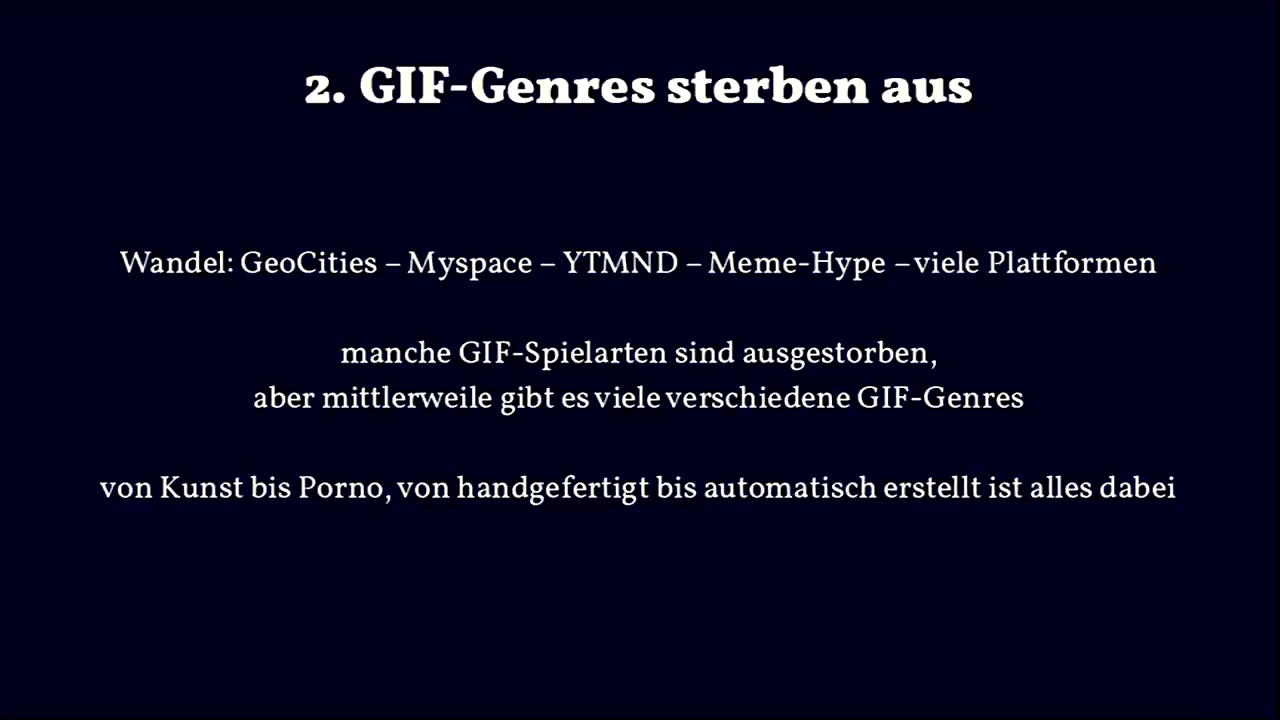 2. GIF-Genres sterben aus
Wandel: GeoCities – Myspace – YTMND – Meme-Hype – viele Plattformen
manche GIF-Spielarten sind ausgestorben,
aber mittlerweile gibt es viele verschiedene GIF-Genres
von Kunst bis Porno, von handgefertigt bis automatisch erstellt ist alles dabei